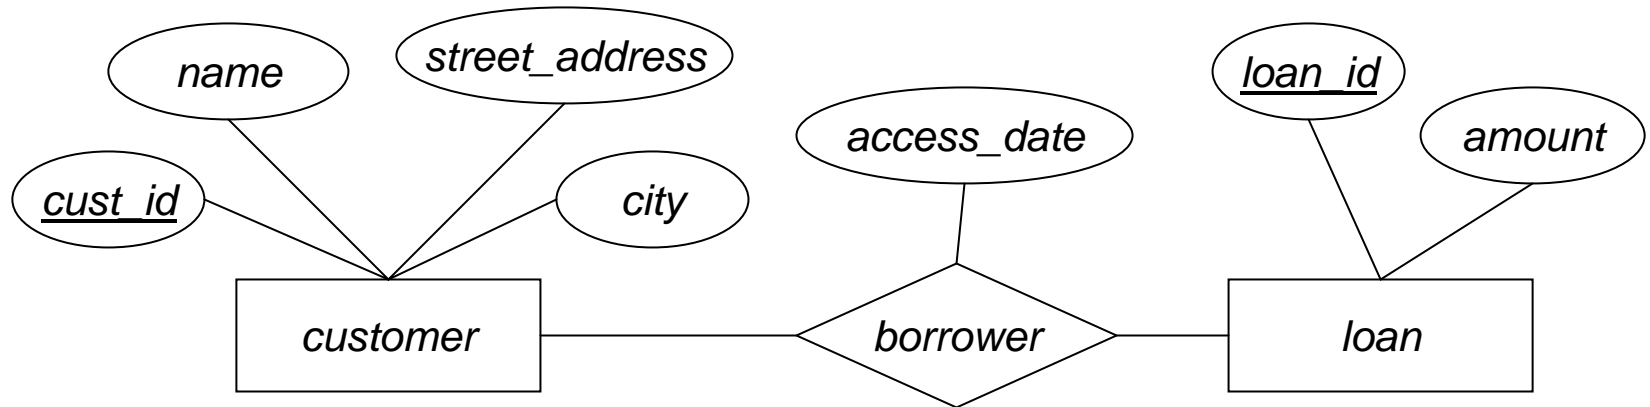 name
street_address
loan_id
access_date
amount
cust_id
city
customer
borrower
loan